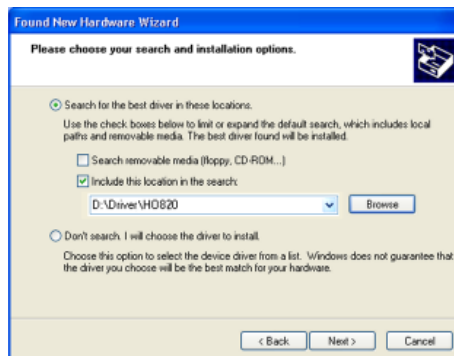 Found New Hardware Wizard
Please choose your search and installation options.
Search for the best driver in these locations.
Use the check boxes below to limit or expand the default search, which includes local
paths and removable media. The best driver found will be installed.
Search removable media (floppy, CD-ROM...)
Include this location in the search:
D:\Driver\HO820
Browse
Don't search. I will choose the driver to install.
Choose this option to select the device driver from a list. Windows does not guarantee that
the driver you choose will be the best match for your hardware.
< Back
Next >
Cancel